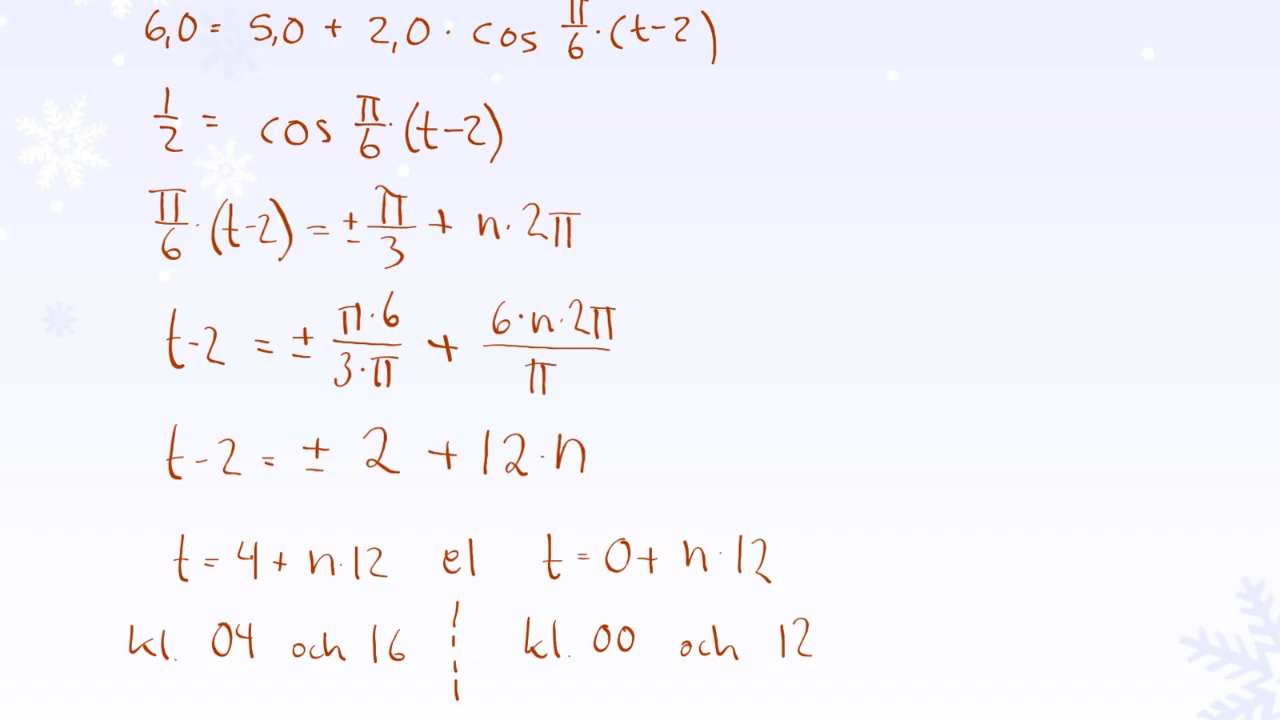 6,0 = 5,0 + 2,0 · cos π/6 · (t-2)
1/2 = cos π/6 · (t-2)
π/6 · (t-2) = ± π/3 + n · 2π
t-2 = ± π·6/3·π + 6·n·2π/π
t-2 = ± 2 + 12·n
t = 4 + n·12 el t = 0 + n·12
kl. 04 och 16 kl. 00 och 12